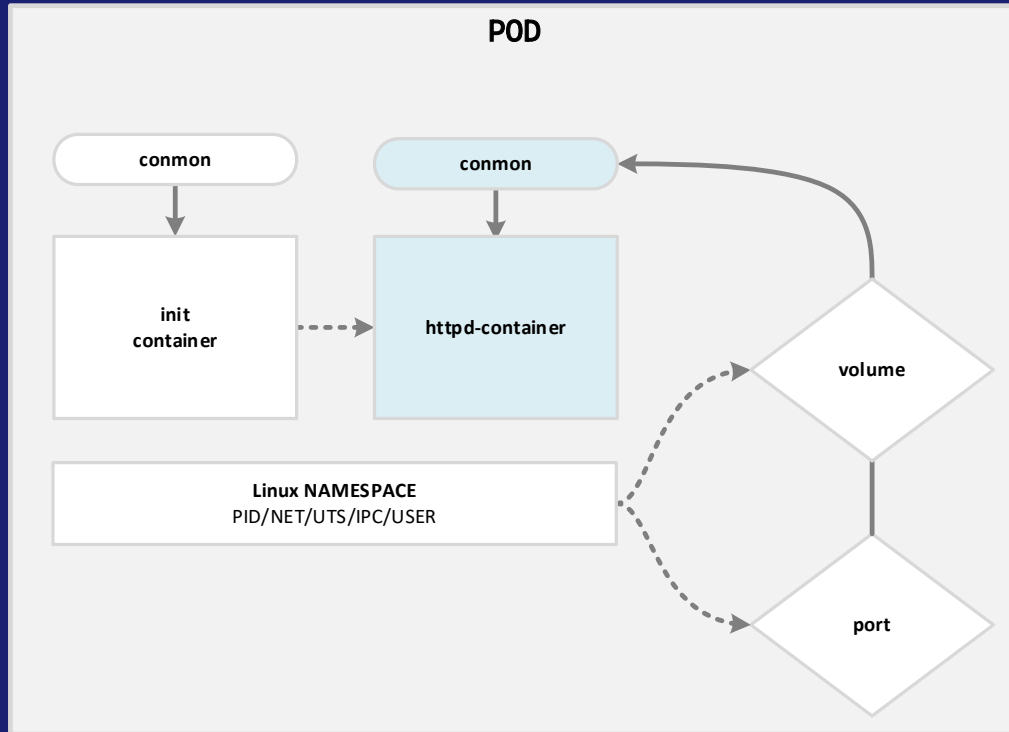 POD
conmon
conmon
init
container
httpd-container
volume
Linux NAMESPACE
PID/NET/UTS/IPC/USER
port